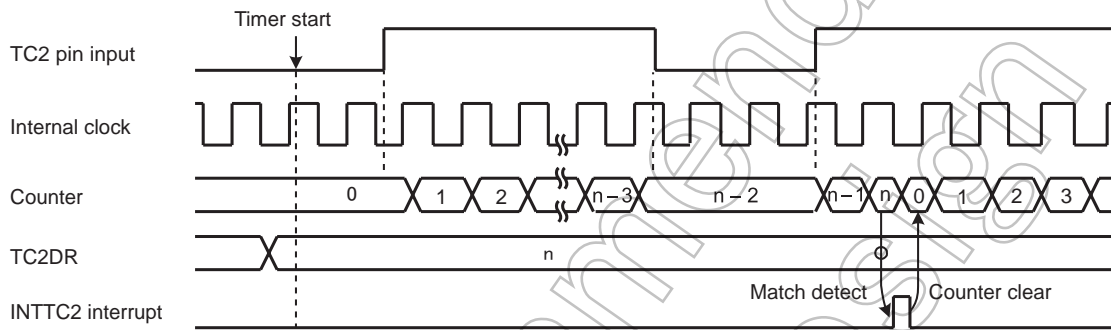 Timer start
TC2 pin input
Internal clock
Counter 0 1 2 n – 3 n – 2 n – 1 n 0 1 2 3
TC2DR n
Match detect Counter clear
INTTC2 interrupt